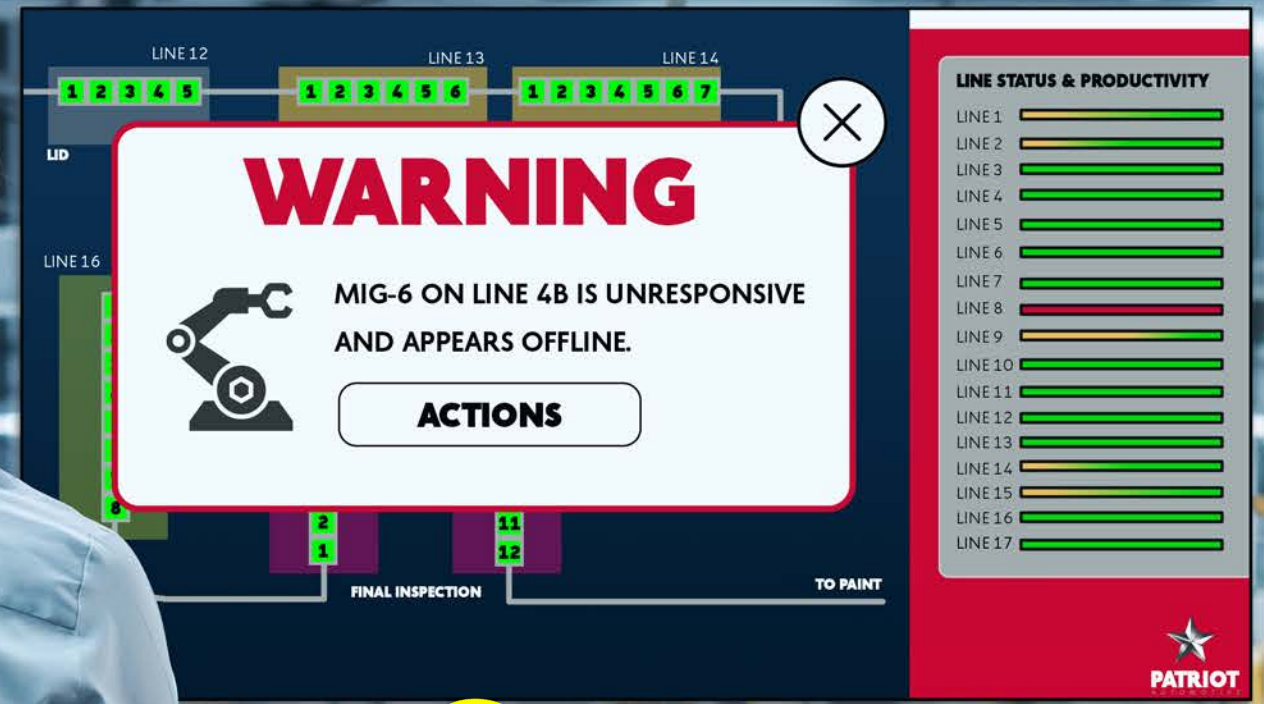 LINE 12
LINE 13
LINE 14
1 2 3 4 5
1 2 3 4 5 6
1 2 3 4 5 6 7
LID
WARNING
MIG-6 ON LINE 4B IS UNRESPONSIVE
AND APPEARS OFFLINE.
ACTIONS
LINE 16
8
2
1
11
12
FINAL INSPECTION
TO PAINT
LINE STATUS & PRODUCTIVITY
LINE 1
LINE 2
LINE 3
LINE 4
LINE 5
LINE 6
LINE 7
LINE 8
LINE 9
LINE 10
LINE 11
LINE 12
LINE 13
LINE 14
LINE 15
LINE 16
LINE 17
PATRIOT
AUTOMOTIVE